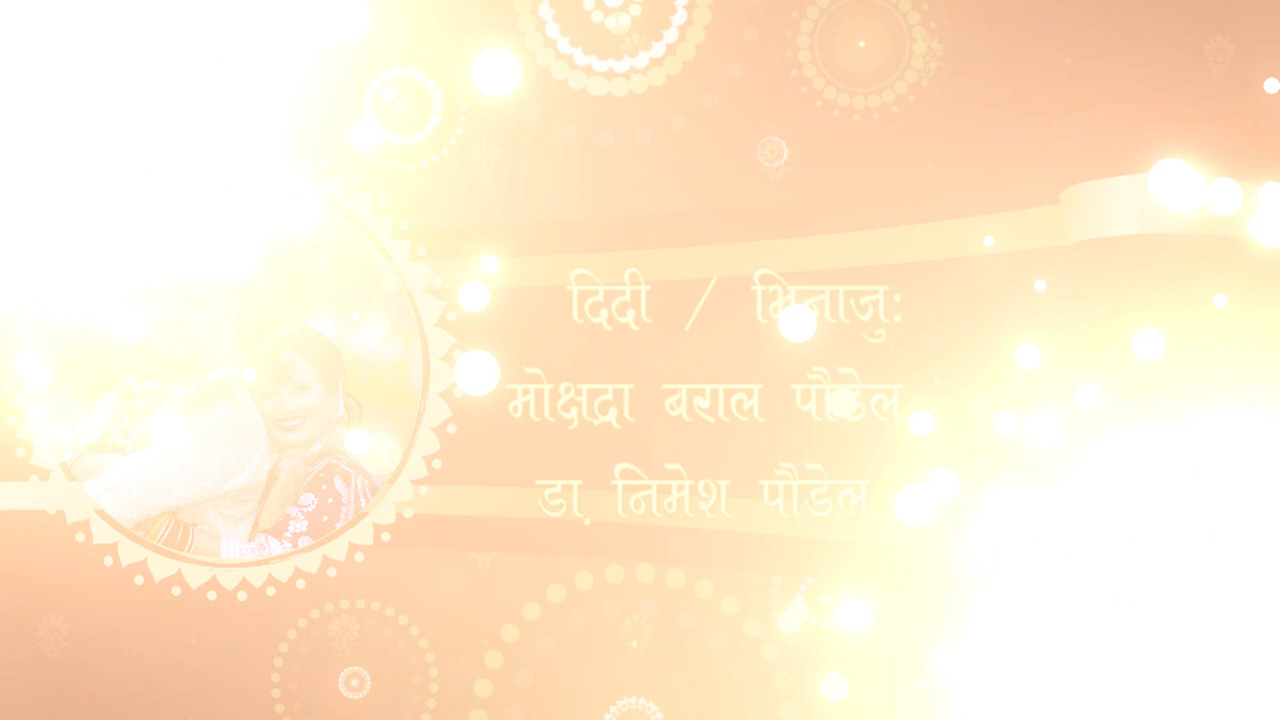 दिदी / भिनाजु:
मोक्षद्रा बराल पौडेल
डा. निमेश पौडेल